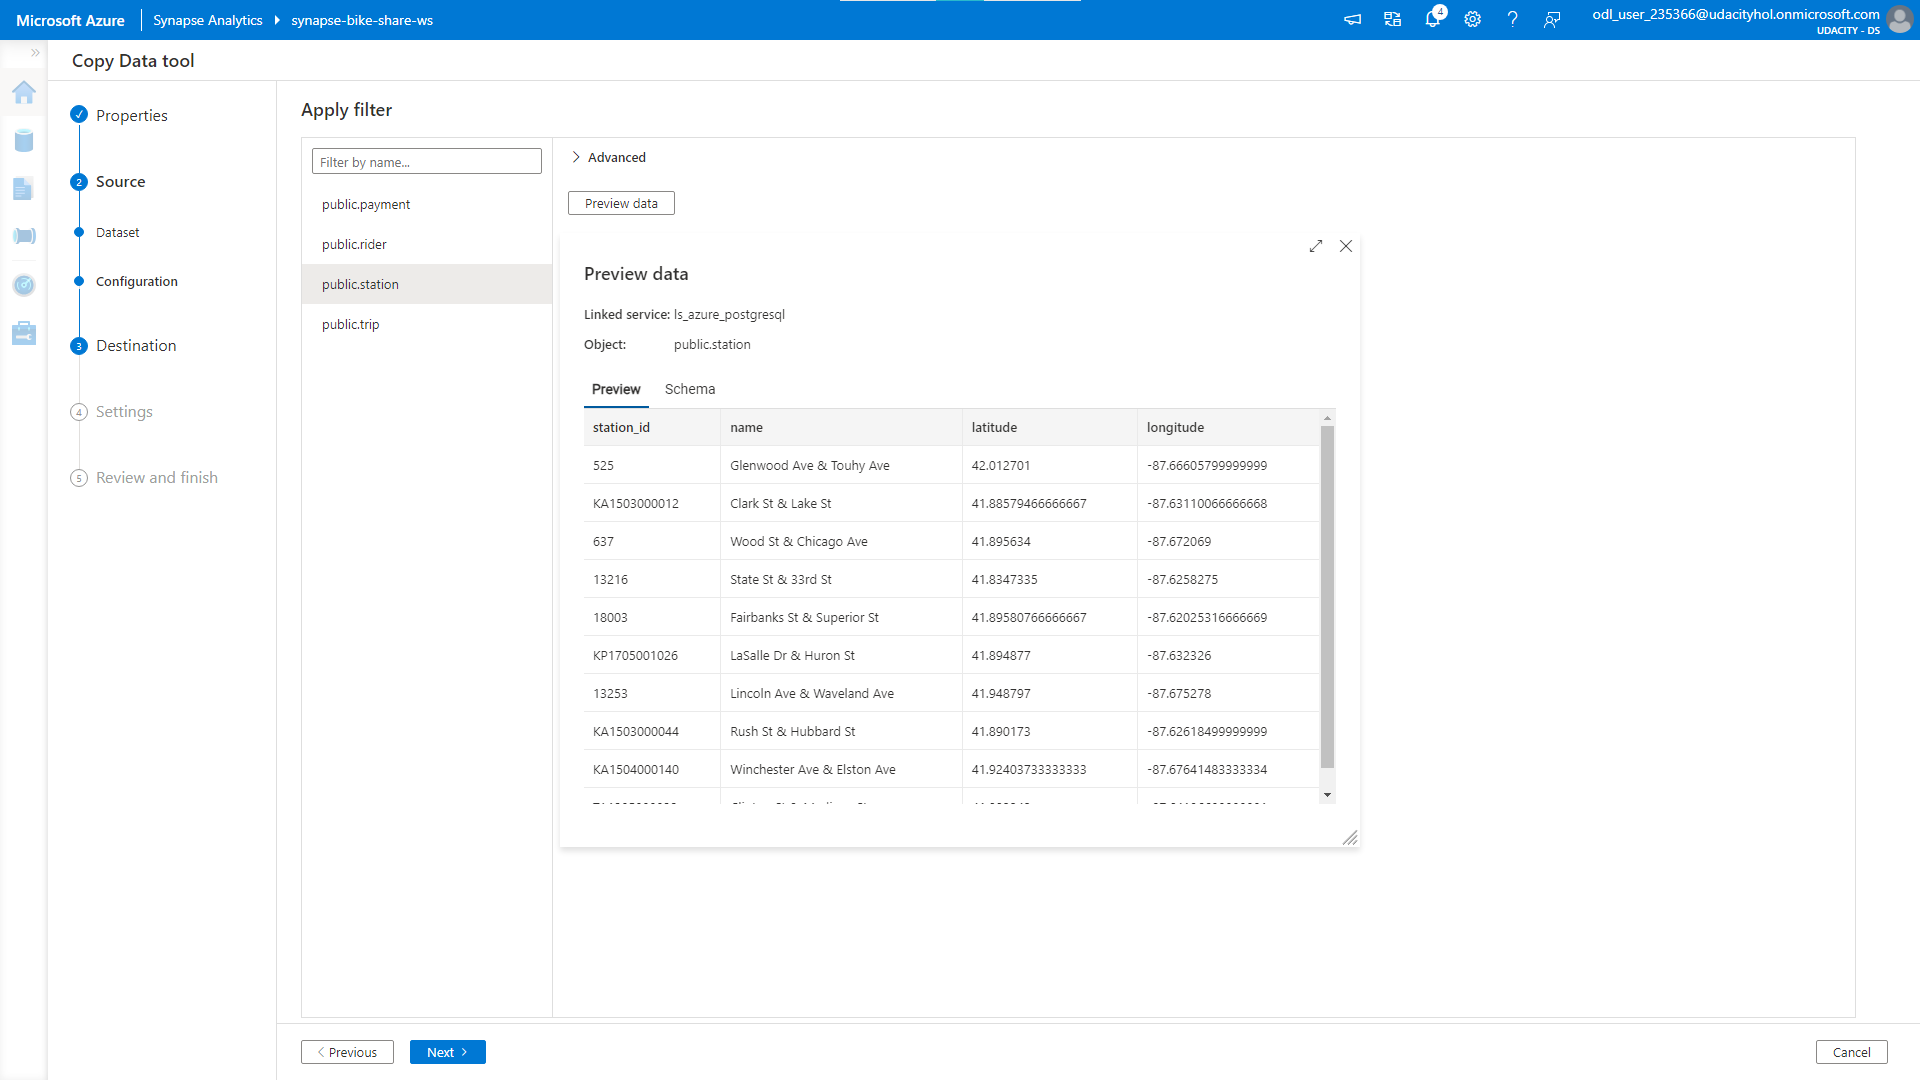 Microsoft Azure
Synapse Analytics
synapse-bike-share-ws
4
odl_user_235366@udacityhol.onmicrosoft.com
UDACITY - DS
Copy Data tool
Properties
2 Source
Dataset
Configuration
3 Destination
4 Settings
5 Review and finish
Apply filter
Filter by name...
public.payment
public.rider
public.station
public.trip
Advanced
Preview data
Preview data
Linked service: ls_azure_postgresql
Object: public.station
Preview Schema
station_id name latitude longitude
525 Glenwood Ave & Touhy Ave 42.012701 -87.66605799999999
KA1503000012 Clark St & Lake St 41.88579466666667 -87.63110066666668
637 Wood St & Chicago Ave 41.895634 -87.672069
13216 State St & 33rd St 41.8347335 -87.6258275
18003 Fairbanks St & Superior St 41.89580766666667 -87.62025316666669
KP1705001026 LaSalle Dr & Huron St 41.894877 -87.632326
13253 Lincoln Ave & Waveland Ave 41.948797 -87.675278
KA1503000044 Rush St & Hubbard St 41.890173 -87.62618499999999
KA1504000140 Winchester Ave & Elston Ave 41.92403733333333 -87.67641483333334
Previous
Next
Cancel